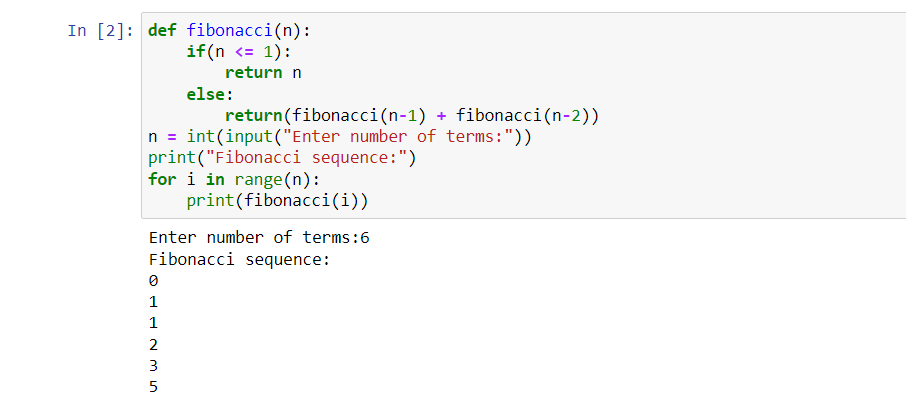 In [2]: def fibonacci(n):
    if(n <= 1):
        return n
    else:
        return(fibonacci(n-1) + fibonacci(n-2))
n = int(input("Enter number of terms:"))
print("Fibonacci sequence:")
for i in range(n):
    print(fibonacci(i))
Enter number of terms:6
Fibonacci sequence:
0
1
1
2
3
5